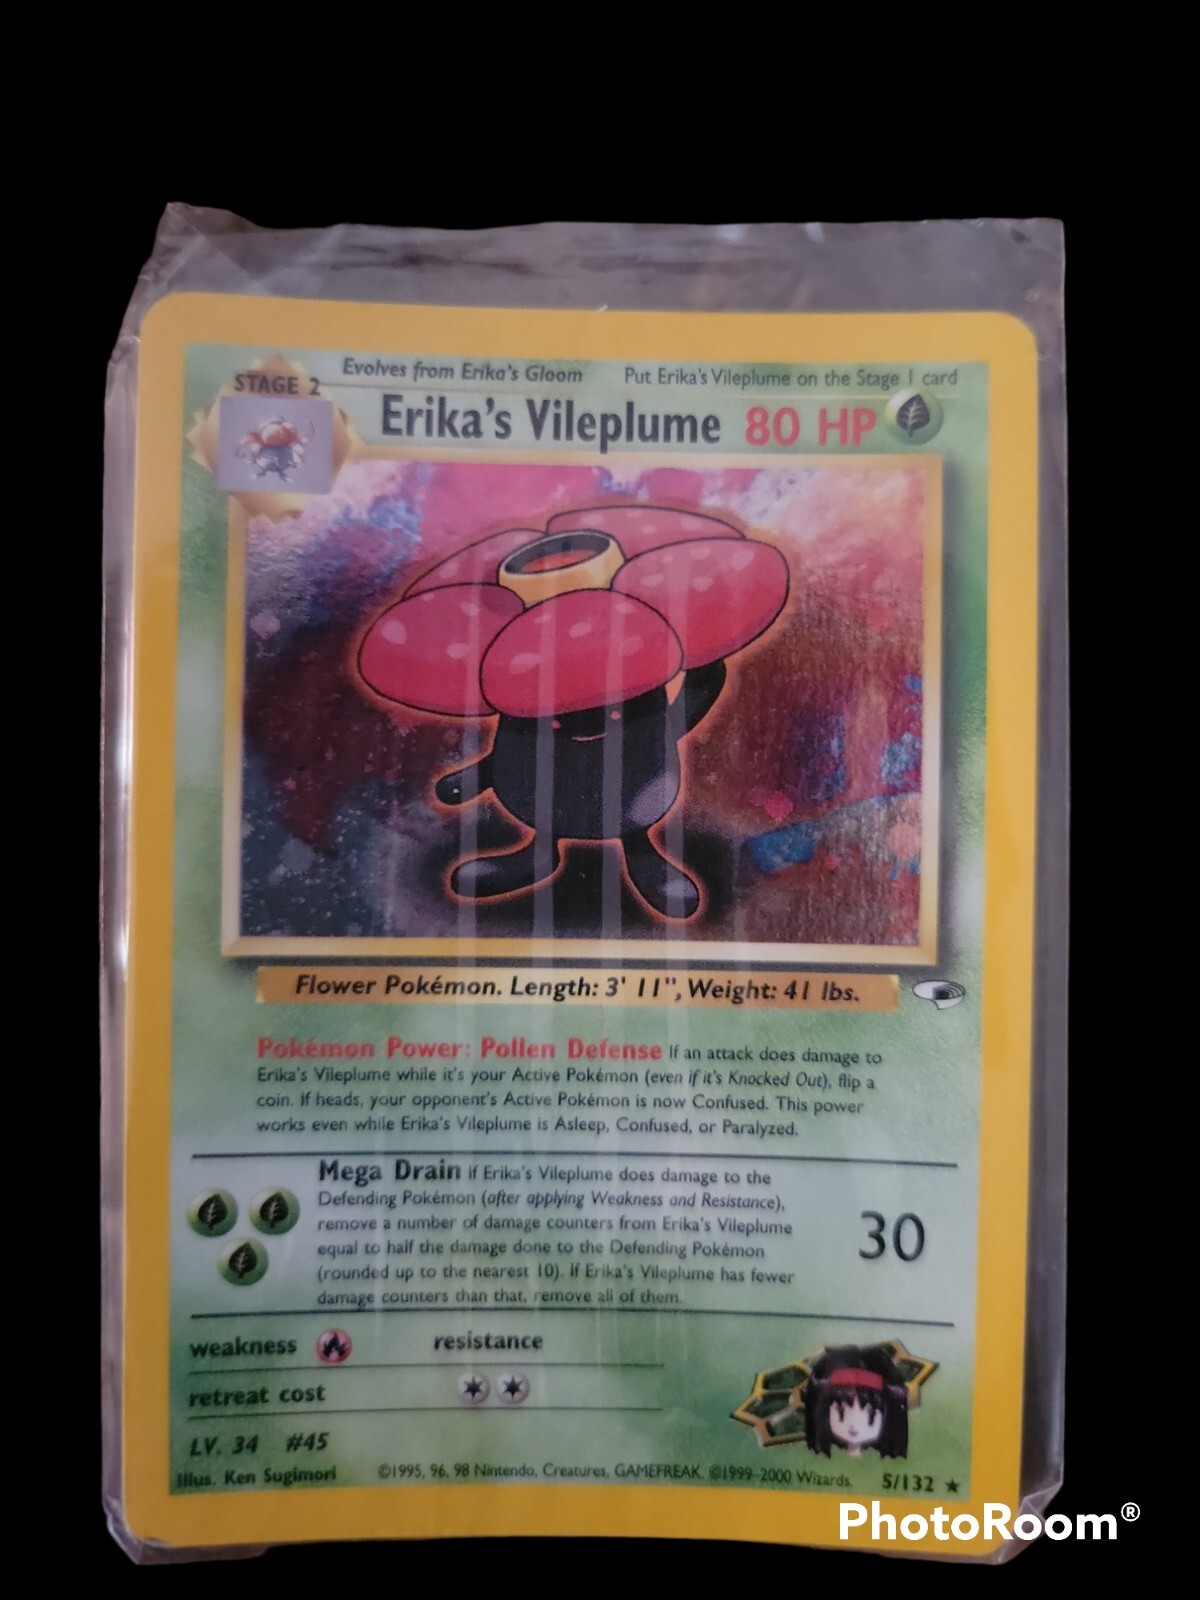 Evolves from Erika's Gloom Put Erika's Vileplume on the Stage 1 card
STAGE 2
Erika's Vileplume 80 HP
Flower Pokémon. Length: 3' 11", Weight: 41 lbs.
Pokémon Power: Pollen Defense If an attack does damage to
Erika's Vileplume while it's your Active Pokémon (even if it's Knocked Out), flip a
coin. If heads, your opponent's Active Pokémon is now Confused. This power
works even while Erika's Vileplume is Asleep, Confused, or Paralyzed.
Mega Drain If Erika's Vileplume does damage to the
Defending Pokémon (after applying Weakness and Resistance),
remove a number of damage counters from Erika's Vileplume
equal to half the damage done to the Defending Pokémon
(rounded up to the nearest 10). If Erika's Vileplume has fewer
damage counters than that, remove all of them.
30
weakness resistance
retreat cost
LV. 34 #45
Illus. Ken Sugimori ©1995, 96, 98 Nintendo, Creatures, GAMEFREAK. ©1999-2000 Wizards. 5/132 ★
PhotoRoom®